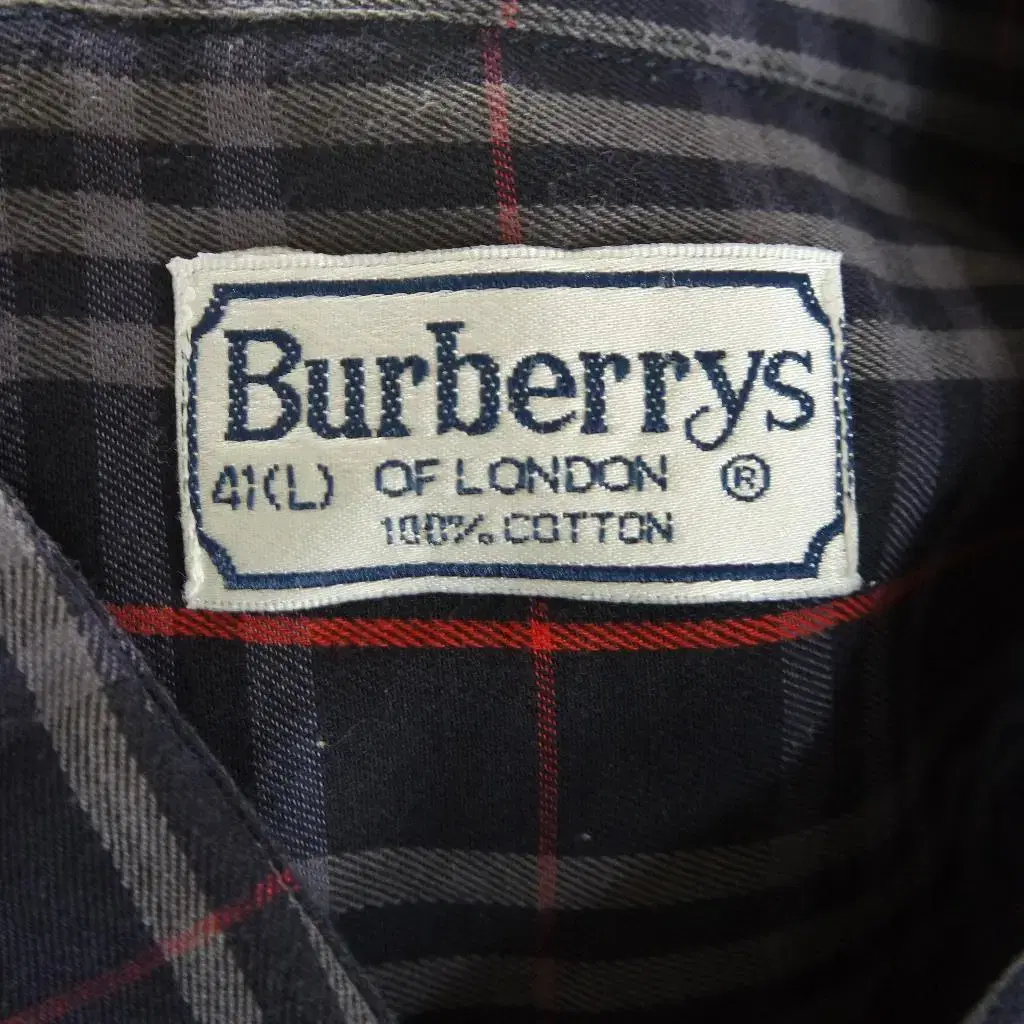 Burberrys
41(L) OF LONDON ®
100% COTTON